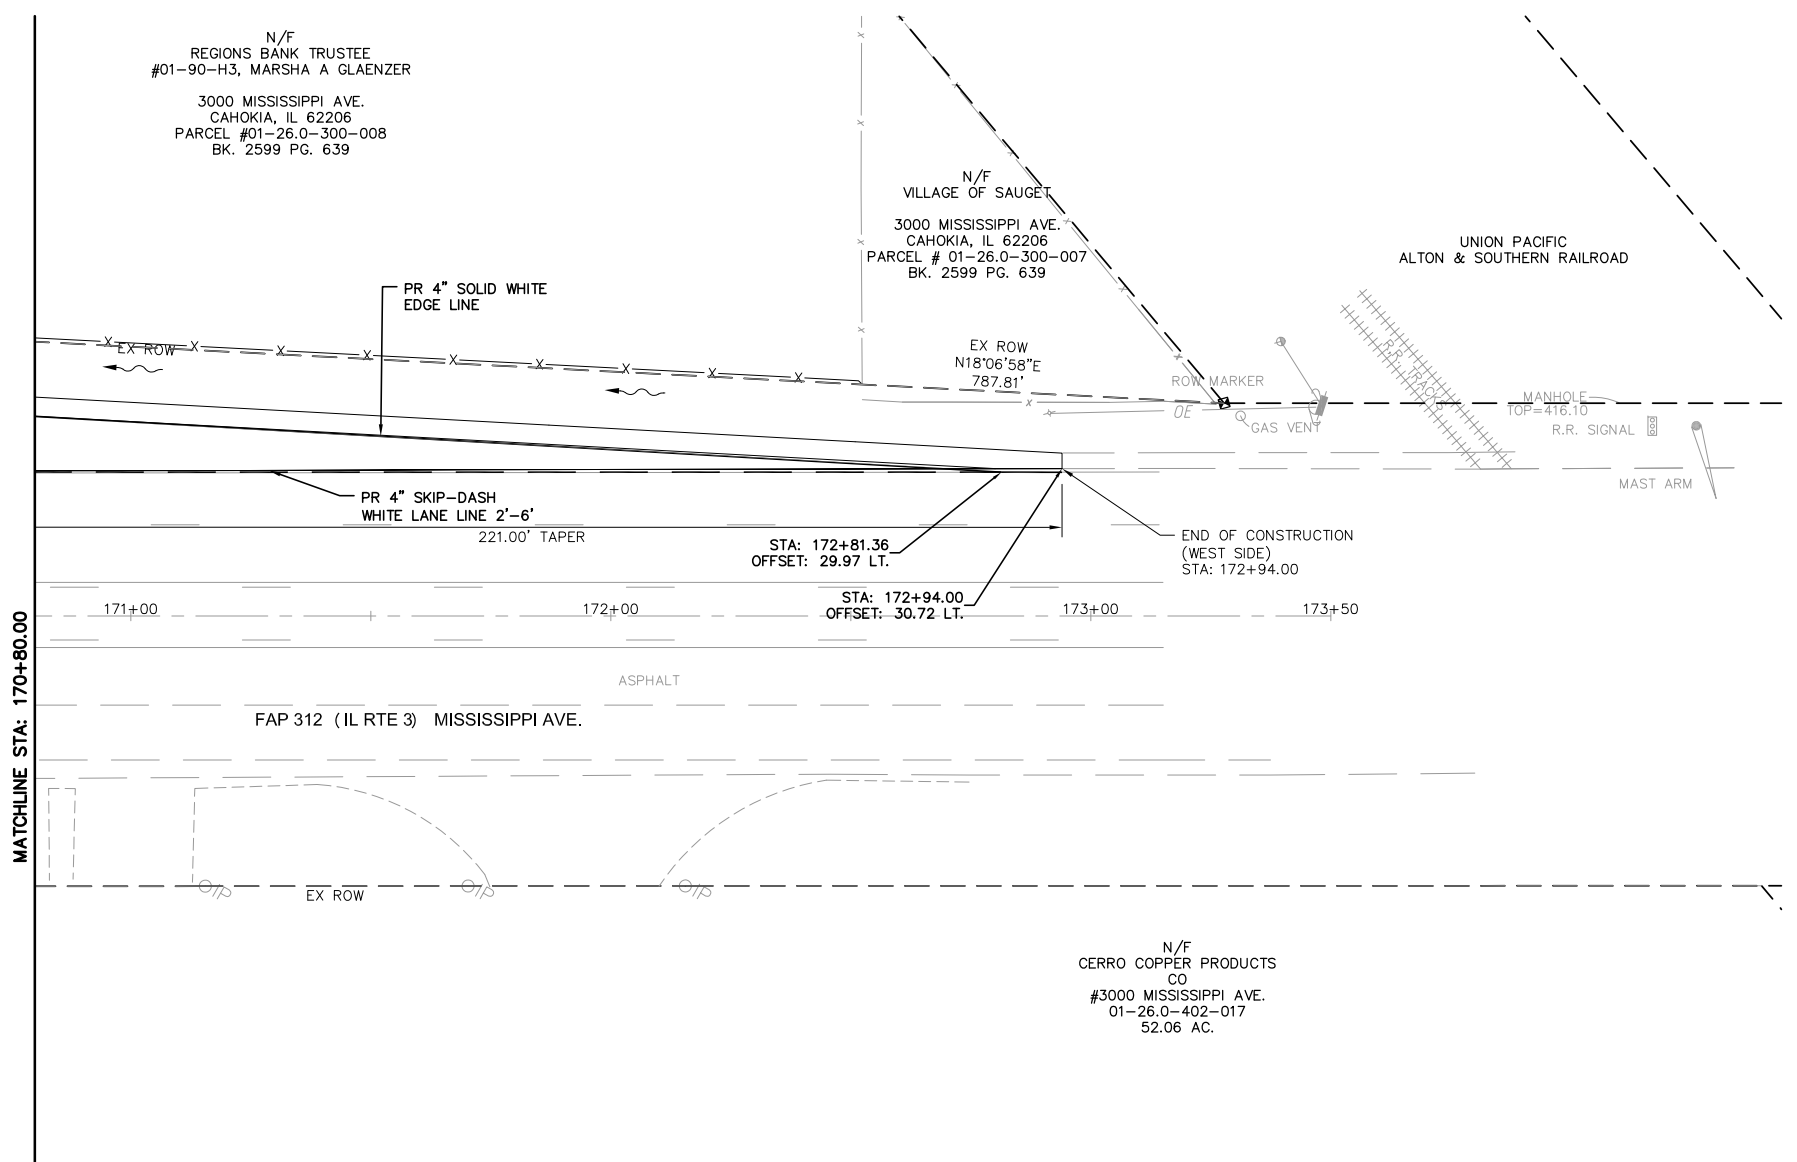 N/F
REGIONS BANK TRUSTEE
#01-90-H3, MARSHA A GLAENZER
3000 MISSISSIPPI AVE.
CAHOKIA, IL 62206
PARCEL #01-26.0-300-008
BK. 2599 PG. 639
N/F
VILLAGE OF SAUGET
3000 MISSISSIPPI AVE.
CAHOKIA, IL 62206
PARCEL # 01-26.0-300-007
BK. 2599 PG. 639
UNION PACIFIC
ALTON & SOUTHERN RAILROAD
PR 4" SOLID WHITE
EDGE LINE
EX ROW
EX ROW
N18°06'58"E
787.81'
ROW MARKER
OE
GAS VENT
R.R. TRACKS
MANHOLE
TOP=416.10
R.R. SIGNAL
MAST ARM
PR 4" SKIP-DASH
WHITE LANE LINE 2'-6'
221.00' TAPER
STA: 172+81.36
OFFSET: 29.97 LT.
END OF CONSTRUCTION
(WEST SIDE)
STA: 172+94.00
STA: 172+94.00
OFFSET: 30.72 LT.
171+00
172+00
173+00
173+50
MATCHLINE STA: 170+80.00
ASPHALT
FAP 312 (IL RTE 3) MISSISSIPPI AVE.
EX ROW
N/F
CERRO COPPER PRODUCTS
CO
#3000 MISSISSIPPI AVE.
01-26.0-402-017
52.06 AC.